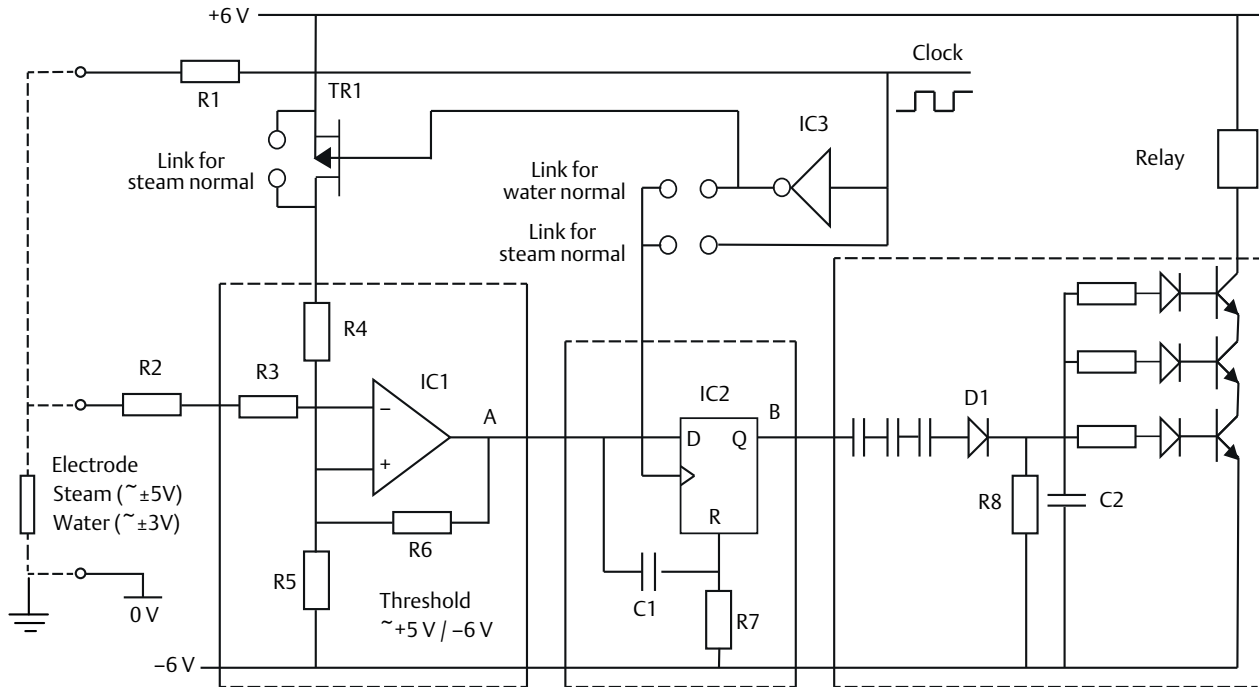 +6 V
Clock
R1
TR1
IC3
Link for
steam normal
Link for
water normal
Relay
Link for
steam normal
R4
R2
R3
IC1
A
IC2
B
D1
−
+
D
Q
Electrode
Steam (~±5V)
Water (~±3V)
R8
C2
R
R6
R5
C1
0 V
Threshold
~+5 V / −6 V
R7
−6 V